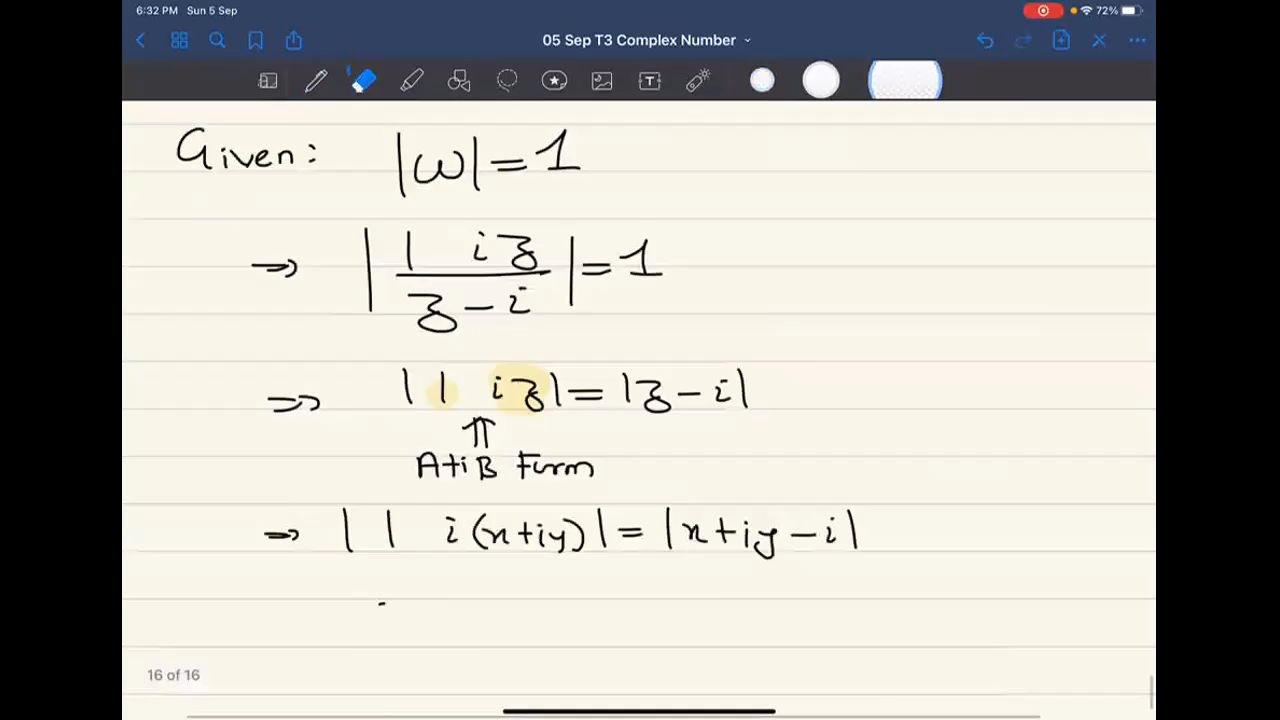 6:32 PM Sun 5 Sep 72%
05 Sep T3 Complex Number
Given: |ω| = 1
⇒ |1 iz / z - i| = 1
⇒ |1 iz| = |z - i|
⇑
A+iB Form
⇒ |1 i(x+iy)| = |x+iy-i|
16 of 16